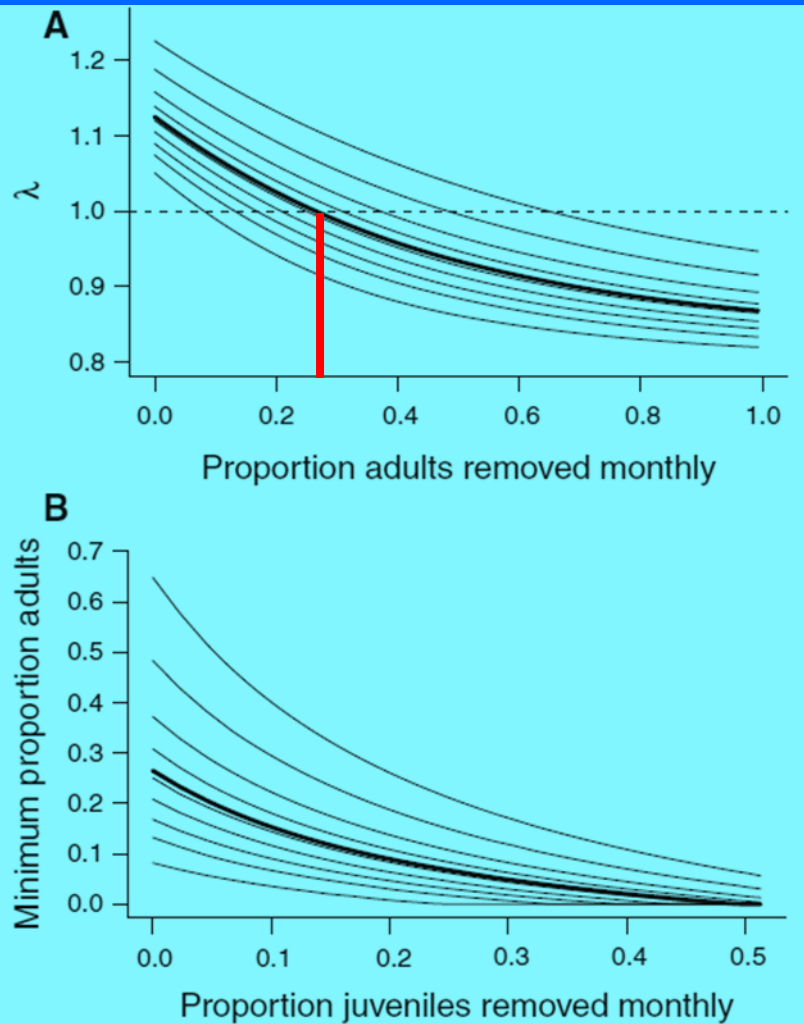 A
1.2
1.1
1.0
0.9
0.8
λ
0.0 0.2 0.4 0.6 0.8 1.0
Proportion adults removed monthly
B
0.7
0.6
0.5
0.4
0.3
0.2
0.1
0.0
Minimum proportion adults
0.0 0.1 0.2 0.3 0.4 0.5
Proportion juveniles removed monthly